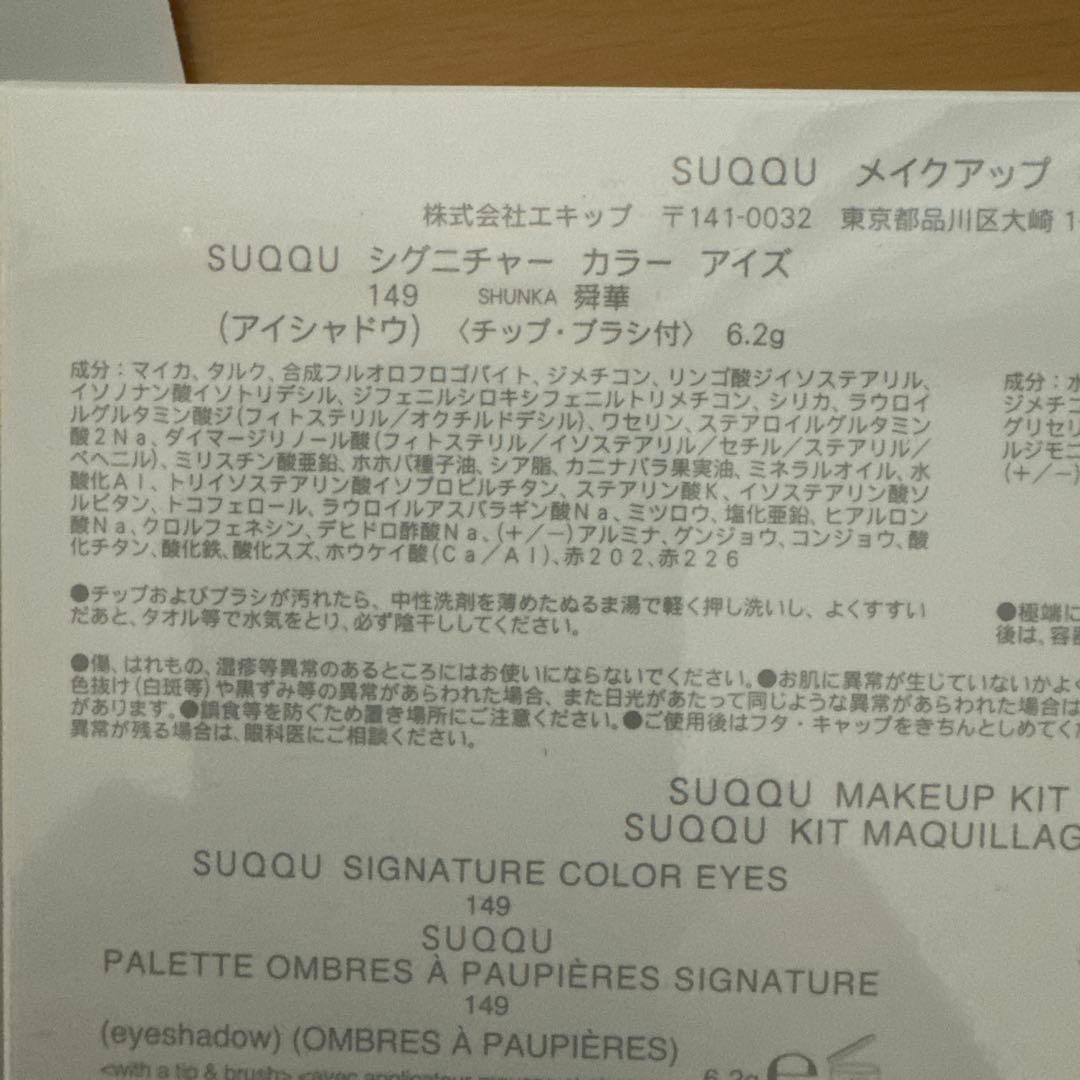 SUQQU メイクアップ
株式会社エキップ 〒141-0032 東京都品川区大崎 1
SUQQU シグニチャー カラー アイズ
149 SHUNKA 舜華
(アイシャドウ) 〈チップ・ブラシ付〉 6.2g
成分:マイカ、タルク、合成フルオロフロゴパイト、ジメチコン、リンゴ酸ジイソステアリル、
イソノナン酸イソトリデシル、ジフェニルシロキシフェニルトリメチコン、シリカ、ラウロイ
ルグルタミン酸ジ(フィトステリル/オクチルドデシル)、ワセリン、ステアロイルグルタミン
酸2Na、ダイマージリノール酸(フィトステリル/イソステアリル/セチル/ステアリル/
ベヘニル)、ミリスチン酸亜鉛、ホホバ種子油、シア脂、カニナバラ果実油、ミネラルオイル、水
酸化Al、トリイソステアリン酸イソプロピルチタン、ステアリン酸K、イソステアリン酸ソ
ルビタン、トコフェロール、ラウロイルアスパラギン酸Na、ミツロウ、塩化亜鉛、ヒアルロン
酸Na、クロルフェネシン、デヒドロ酢酸Na、(+/−)アルミナ、グンジョウ、コンジョウ、酸
化チタン、酸化鉄、酸化スズ、ホウケイ酸(Ca/Al)、赤202、赤226
成分:水
ジメチコ
グリセリ
ルジモニ
(+/−)
●チップおよびブラシが汚れたら、中性洗剤を薄めたぬるま湯で軽く押し洗いし、よくすすい
だあと、タオル等で水気をとり、必ず陰干ししてください。
●極端に
後は、容器
●傷、はれもの、湿疹等異常のあるところにはお使いにならないでください。●お肌に異常が生じていないかよく
色抜け(白斑等)や黒ずみ等の異常があらわれた場合、また日光があたって同じような異常があらわれた場合は
があります。●誤食等を防ぐため置き場所にご注意ください。●ご使用後はフタ・キャップをきちんとしめてくだ
異常が残る場合は、眼科医にご相談ください。
SUQQU MAKEUP KIT
SUQQU KIT MAQUILLAG
SUQQU SIGNATURE COLOR EYES
149
SUQQU
PALETTE OMBRES À PAUPIÈRES SIGNATURE
149
(eyeshadow) (OMBRES À PAUPIÈRES)
<with a tip & brush> <avec applicateur 6.2g e